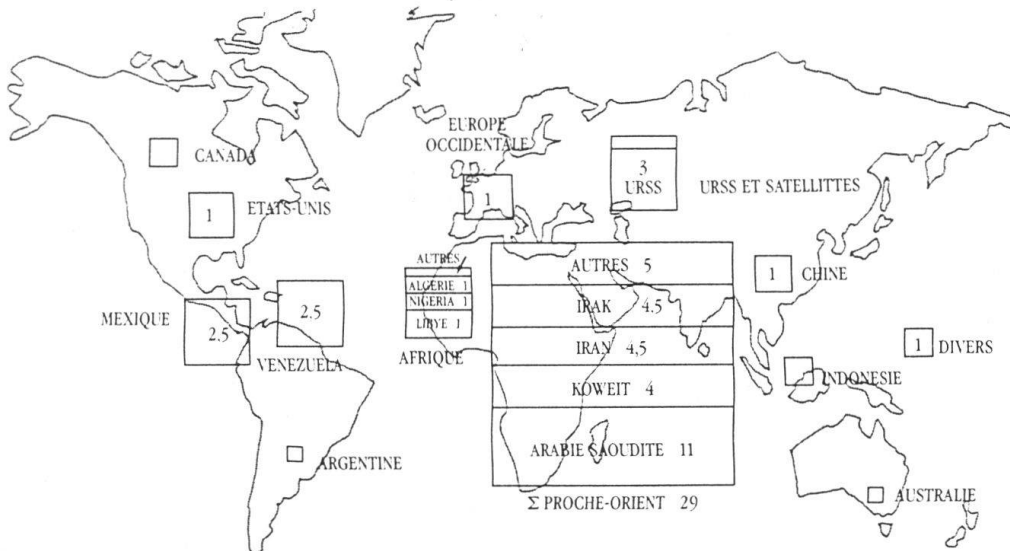 EUROPE
OCCIDENTALE
CANADA
3
URSS
URSS ET SATELLITTES
1
ETATS-UNIS
1
AUTRES
ALGÉRIE 1
NIGERIA 1
LIBYE 1
AFRIQUE
AUTRES 5
IRAK 4.5
IRAN 4,5
KOWEIT 4
ARABIE SAOUDITE 11
Σ PROCHE-ORIENT 29
1
CHINE
MEXIQUE
2.5
2.5
VENEZUELA
1
DIVERS
INDONESIE
ARGENTINE
AUSTRALIE